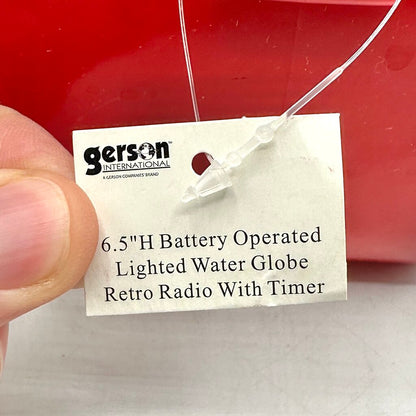 gerson
INTERNATIONAL
A GERSON COMPANIES BRAND
6.5"H Battery Operated
Lighted Water Globe
Retro Radio With Timer